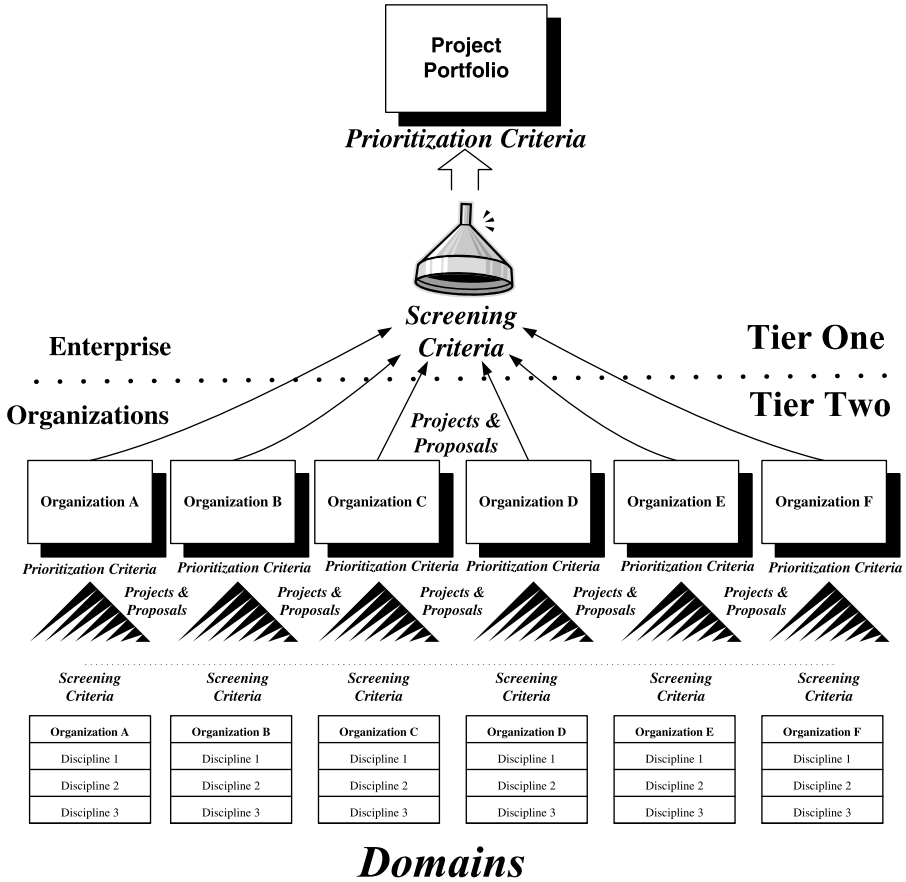 Project
Portfolio
Prioritization Criteria
Screening
Criteria
Enterprise
Tier One
Organizations
Tier Two
Projects &
Proposals
Organization A
Organization B
Organization C
Organization D
Organization E
Organization F
Prioritization Criteria
Prioritization Criteria
Prioritization Criteria
Prioritization Criteria
Prioritization Criteria
Prioritization Criteria
Projects &
Proposals
Projects &
Proposals
Projects &
Proposals
Projects &
Proposals
Projects &
Proposals
Screening
Criteria
Screening
Criteria
Screening
Criteria
Screening
Criteria
Screening
Criteria
Screening
Criteria
Organization A
Discipline 1
Discipline 2
Discipline 3
Organization B
Discipline 1
Discipline 2
Discipline 3
Organization C
Discipline 1
Discipline 2
Discipline 3
Organization D
Discipline 1
Discipline 2
Discipline 3
Organization E
Discipline 1
Discipline 2
Discipline 3
Organization F
Discipline 1
Discipline 2
Discipline 3
Domains